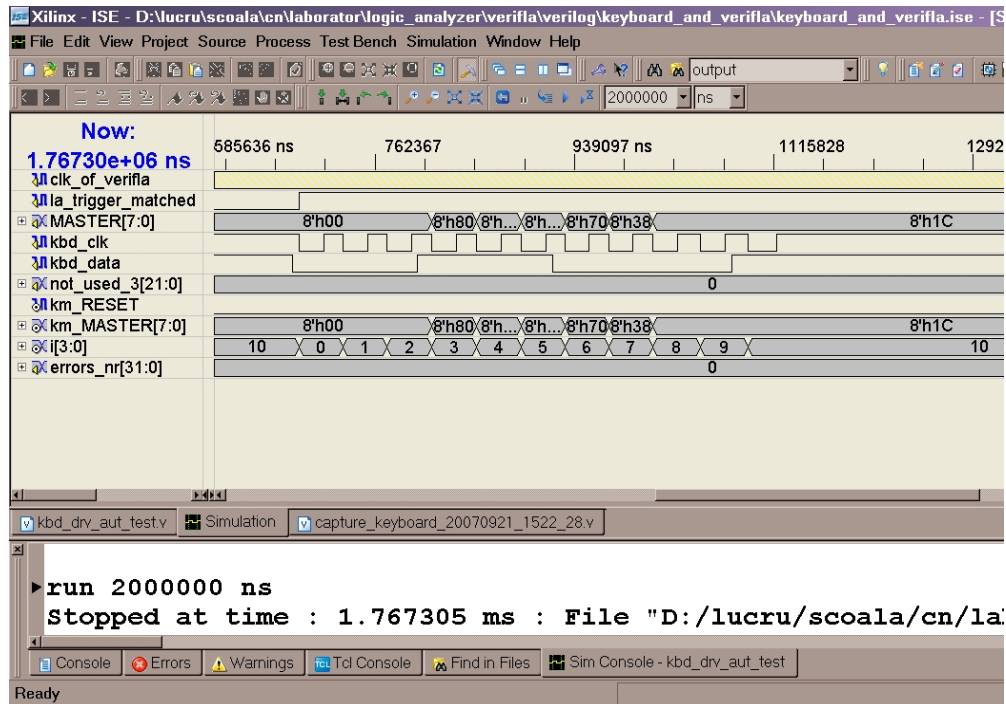 Xilinx - ISE - D:\lucru\scoala\cn\laborator\logic_analyzer\verifla\verilog\keyboard_and_verifla\keyboard_and_verifla.ise - [S
File Edit View Project Source Process Test Bench Simulation Window Help
output
2000000 ns
Now:
1.76730e+06 ns
585636 ns 762367 939097 ns 1115828 1292
clk_of_verifla
la_trigger_matched
MASTER[7:0] 8'h00 8'h80 8'h... 8'h... 8'h70 8'h38 8'h1C
kbd_clk
kbd_data
not_used_3[21:0] 0
km_RESET
km_MASTER[7:0] 8'h00 8'h80 8'h... 8'h... 8'h70 8'h38 8'h1C
i[3:0] 10 0 1 2 3 4 5 6 7 8 9 10
errors_nr[31:0] 0
kbd_drv_aut_test.v Simulation capture_keyboard_20070921_1522_28.v
run 2000000 ns
Stopped at time : 1.767305 ms : File "D:/lucru/scoala/cn/la
Console Errors Warnings Tcl Console Find in Files Sim Console - kbd_drv_aut_test
Ready